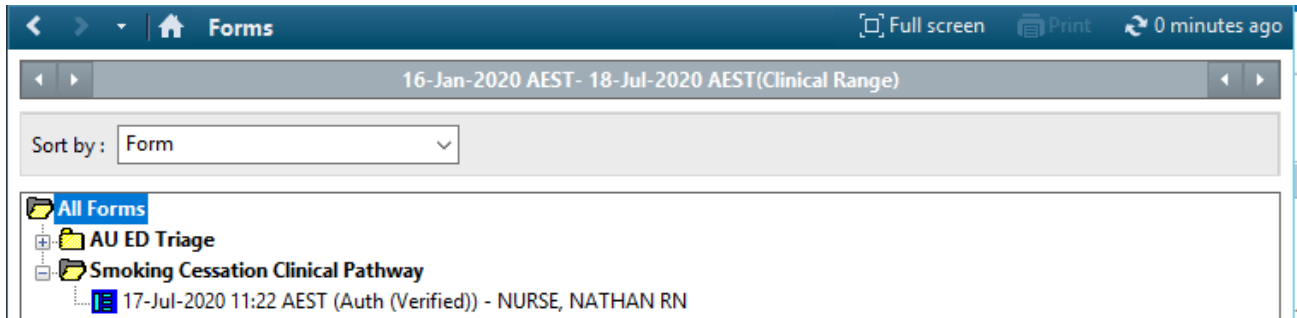 Forms Full screen Print 0 minutes ago
16-Jan-2020 AEST- 18-Jul-2020 AEST(Clinical Range)
Sort by : Form
All Forms
AU ED Triage
Smoking Cessation Clinical Pathway
17-Jul-2020 11:22 AEST (Auth (Verified)) - NURSE, NATHAN RN